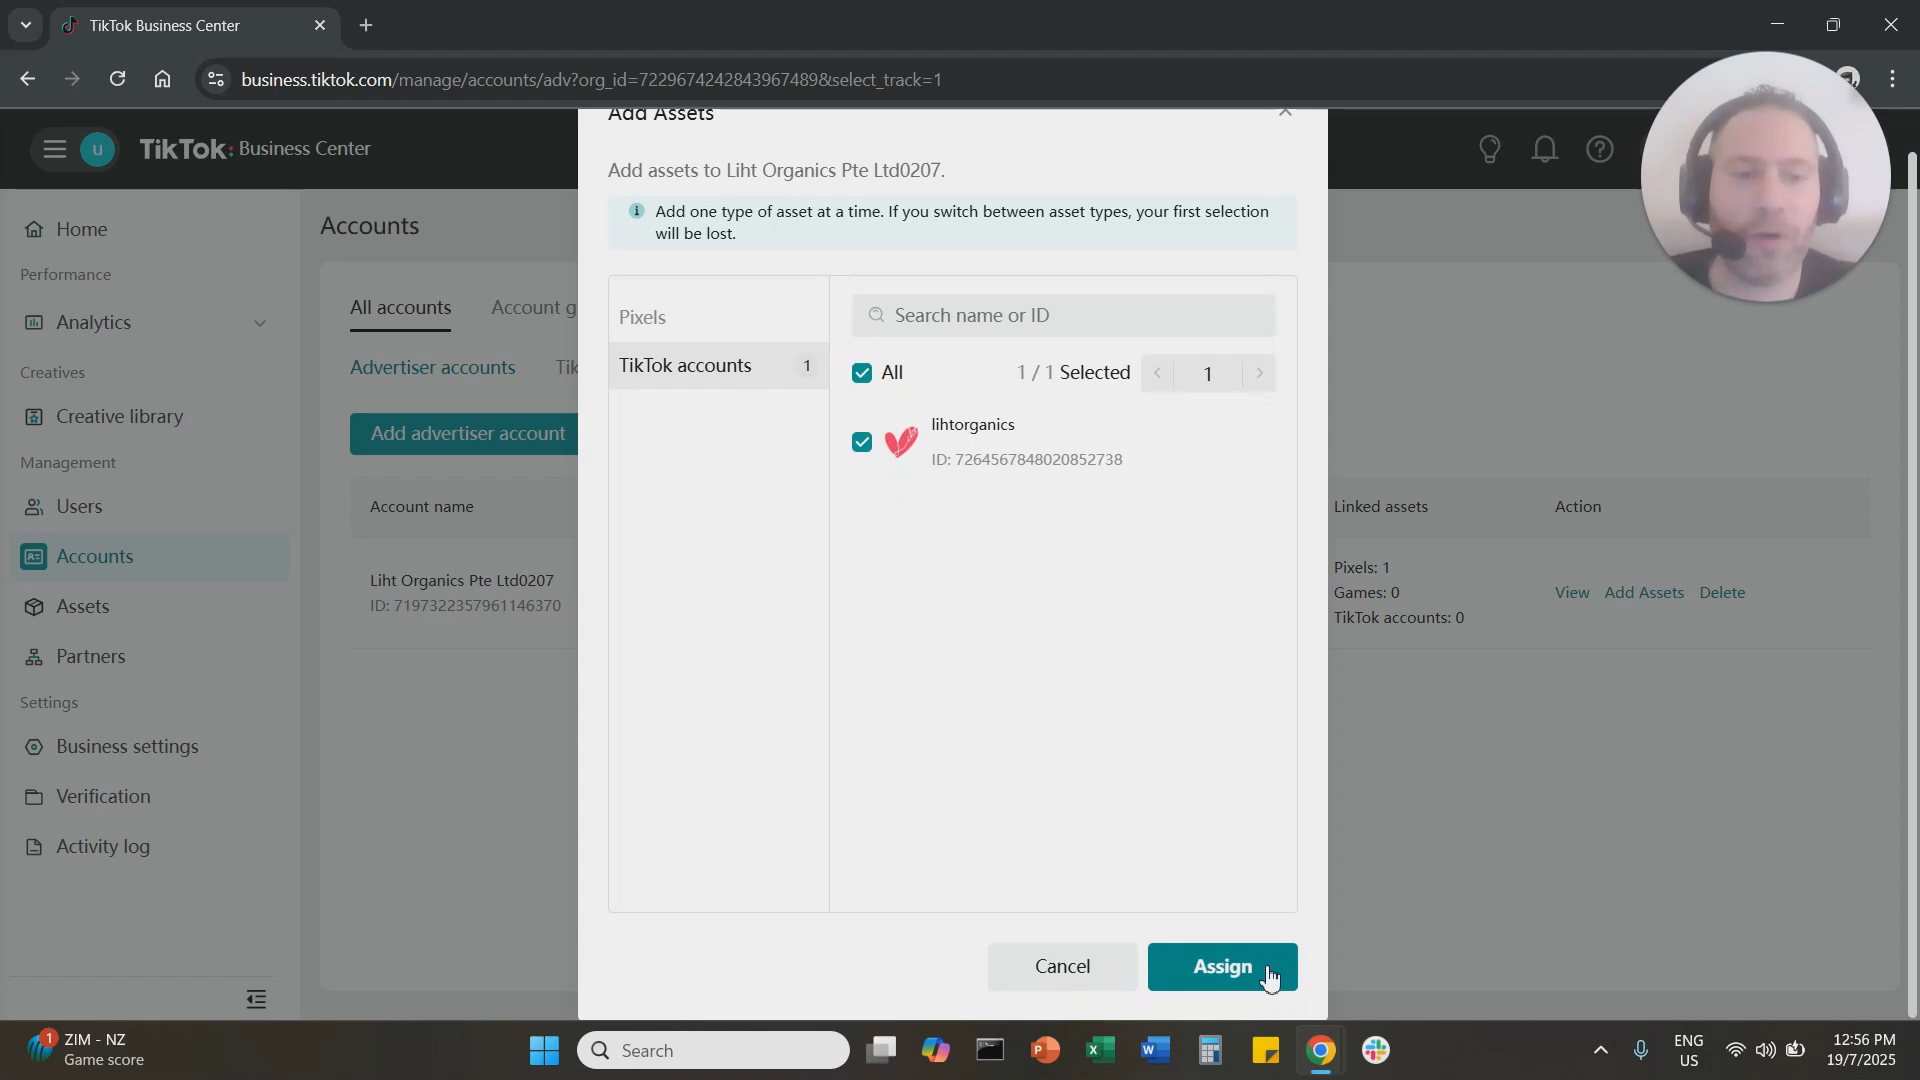 TikTok Business Center
business.tiktok.com/manage/accounts/adv?org_id=7229674242843967489&select_track=1
u
TikTok: Business Center
Home
Performance
Analytics
Creatives
Creative library
Management
Users
Accounts
Assets
Partners
Settings
Business settings
Verification
Activity log
Accounts
All accounts
Account g
Advertiser accounts
Tik
Add advertiser account
Account name
Liht Organics Pte Ltd0207
ID: 7197322357961146370
Add Assets
Add assets to Liht Organics Pte Ltd0207.
Add one type of asset at a time. If you switch between asset types, your first selection
will be lost.
Pixels
TikTok accounts 1
Search name or ID
All
1 / 1 Selected
1
lihtorganics
ID: 7264567848020852738
Cancel
Assign
Linked assets
Action
Pixels: 1
Games: 0
TikTok accounts: 0
View Add Assets Delete
1
ZIM - NZ
Game score
Search
ENG
US
12:56 PM
19/7/2025